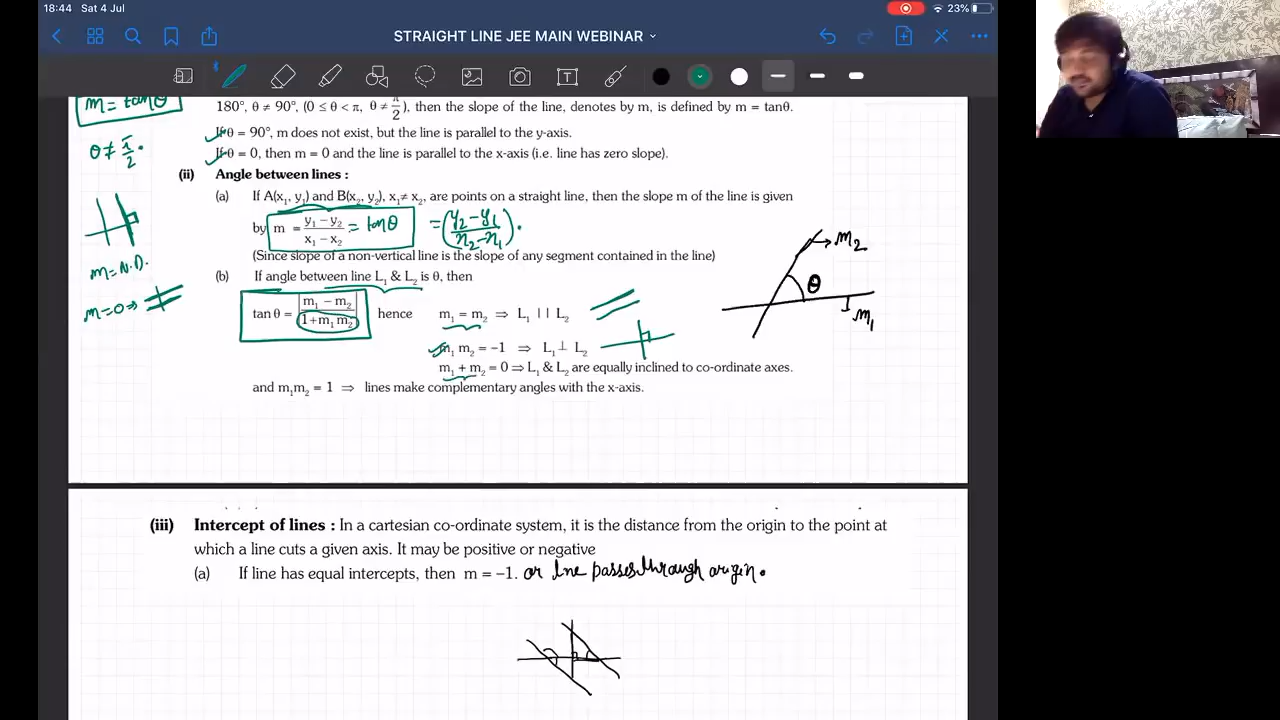 18:44 Sat 4 Jul
23%
STRAIGHT LINE JEE MAIN WEBINAR
m = tanθ
180°, θ ≠ 90°, (0 ≤ θ < π, θ ≠ π/2), then the slope of the line, denotes by m, is defined by m = tanθ.
θ ≠ π/2.
If θ = 90°, m does not exist, but the line is parallel to the y-axis.
If θ = 0, then m = 0 and the line is parallel to the x-axis (i.e. line has zero slope).
(ii) Angle between lines :
(a) If A(x₁, y₁) and B(x₂, y₂), x₁ ≠ x₂, are points on a straight line, then the slope m of the line is given
by m = (y₁ − y₂)/(x₁ − x₂) = tanθ = ((y₂ − y₁)/(x₂ − x₁)).
m₂
(Since slope of a non-vertical line is the slope of any segment contained in the line)
m = N.D.
(b) If angle between line L₁ & L₂ is θ, then
θ
m = 0 ⇒
tan θ = |(m₁ − m₂)/(1 + m₁ m₂)| hence m₁ = m₂ ⇒ L₁ || L₂
m₁
m₁ m₂ = −1 ⇒ L₁ ⊥ L₂
m₁ + m₂ = 0 ⇒ L₁ & L₂ are equally inclined to co-ordinate axes.
and m₁m₂ = 1 ⇒ lines make complementary angles with the x-axis.
(iii) Intercept of lines : In a cartesian co-ordinate system, it is the distance from the origin to the point at
which a line cuts a given axis. It may be positive or negative
(a) If line has equal intercepts, then m = −1. or line passes through origin.